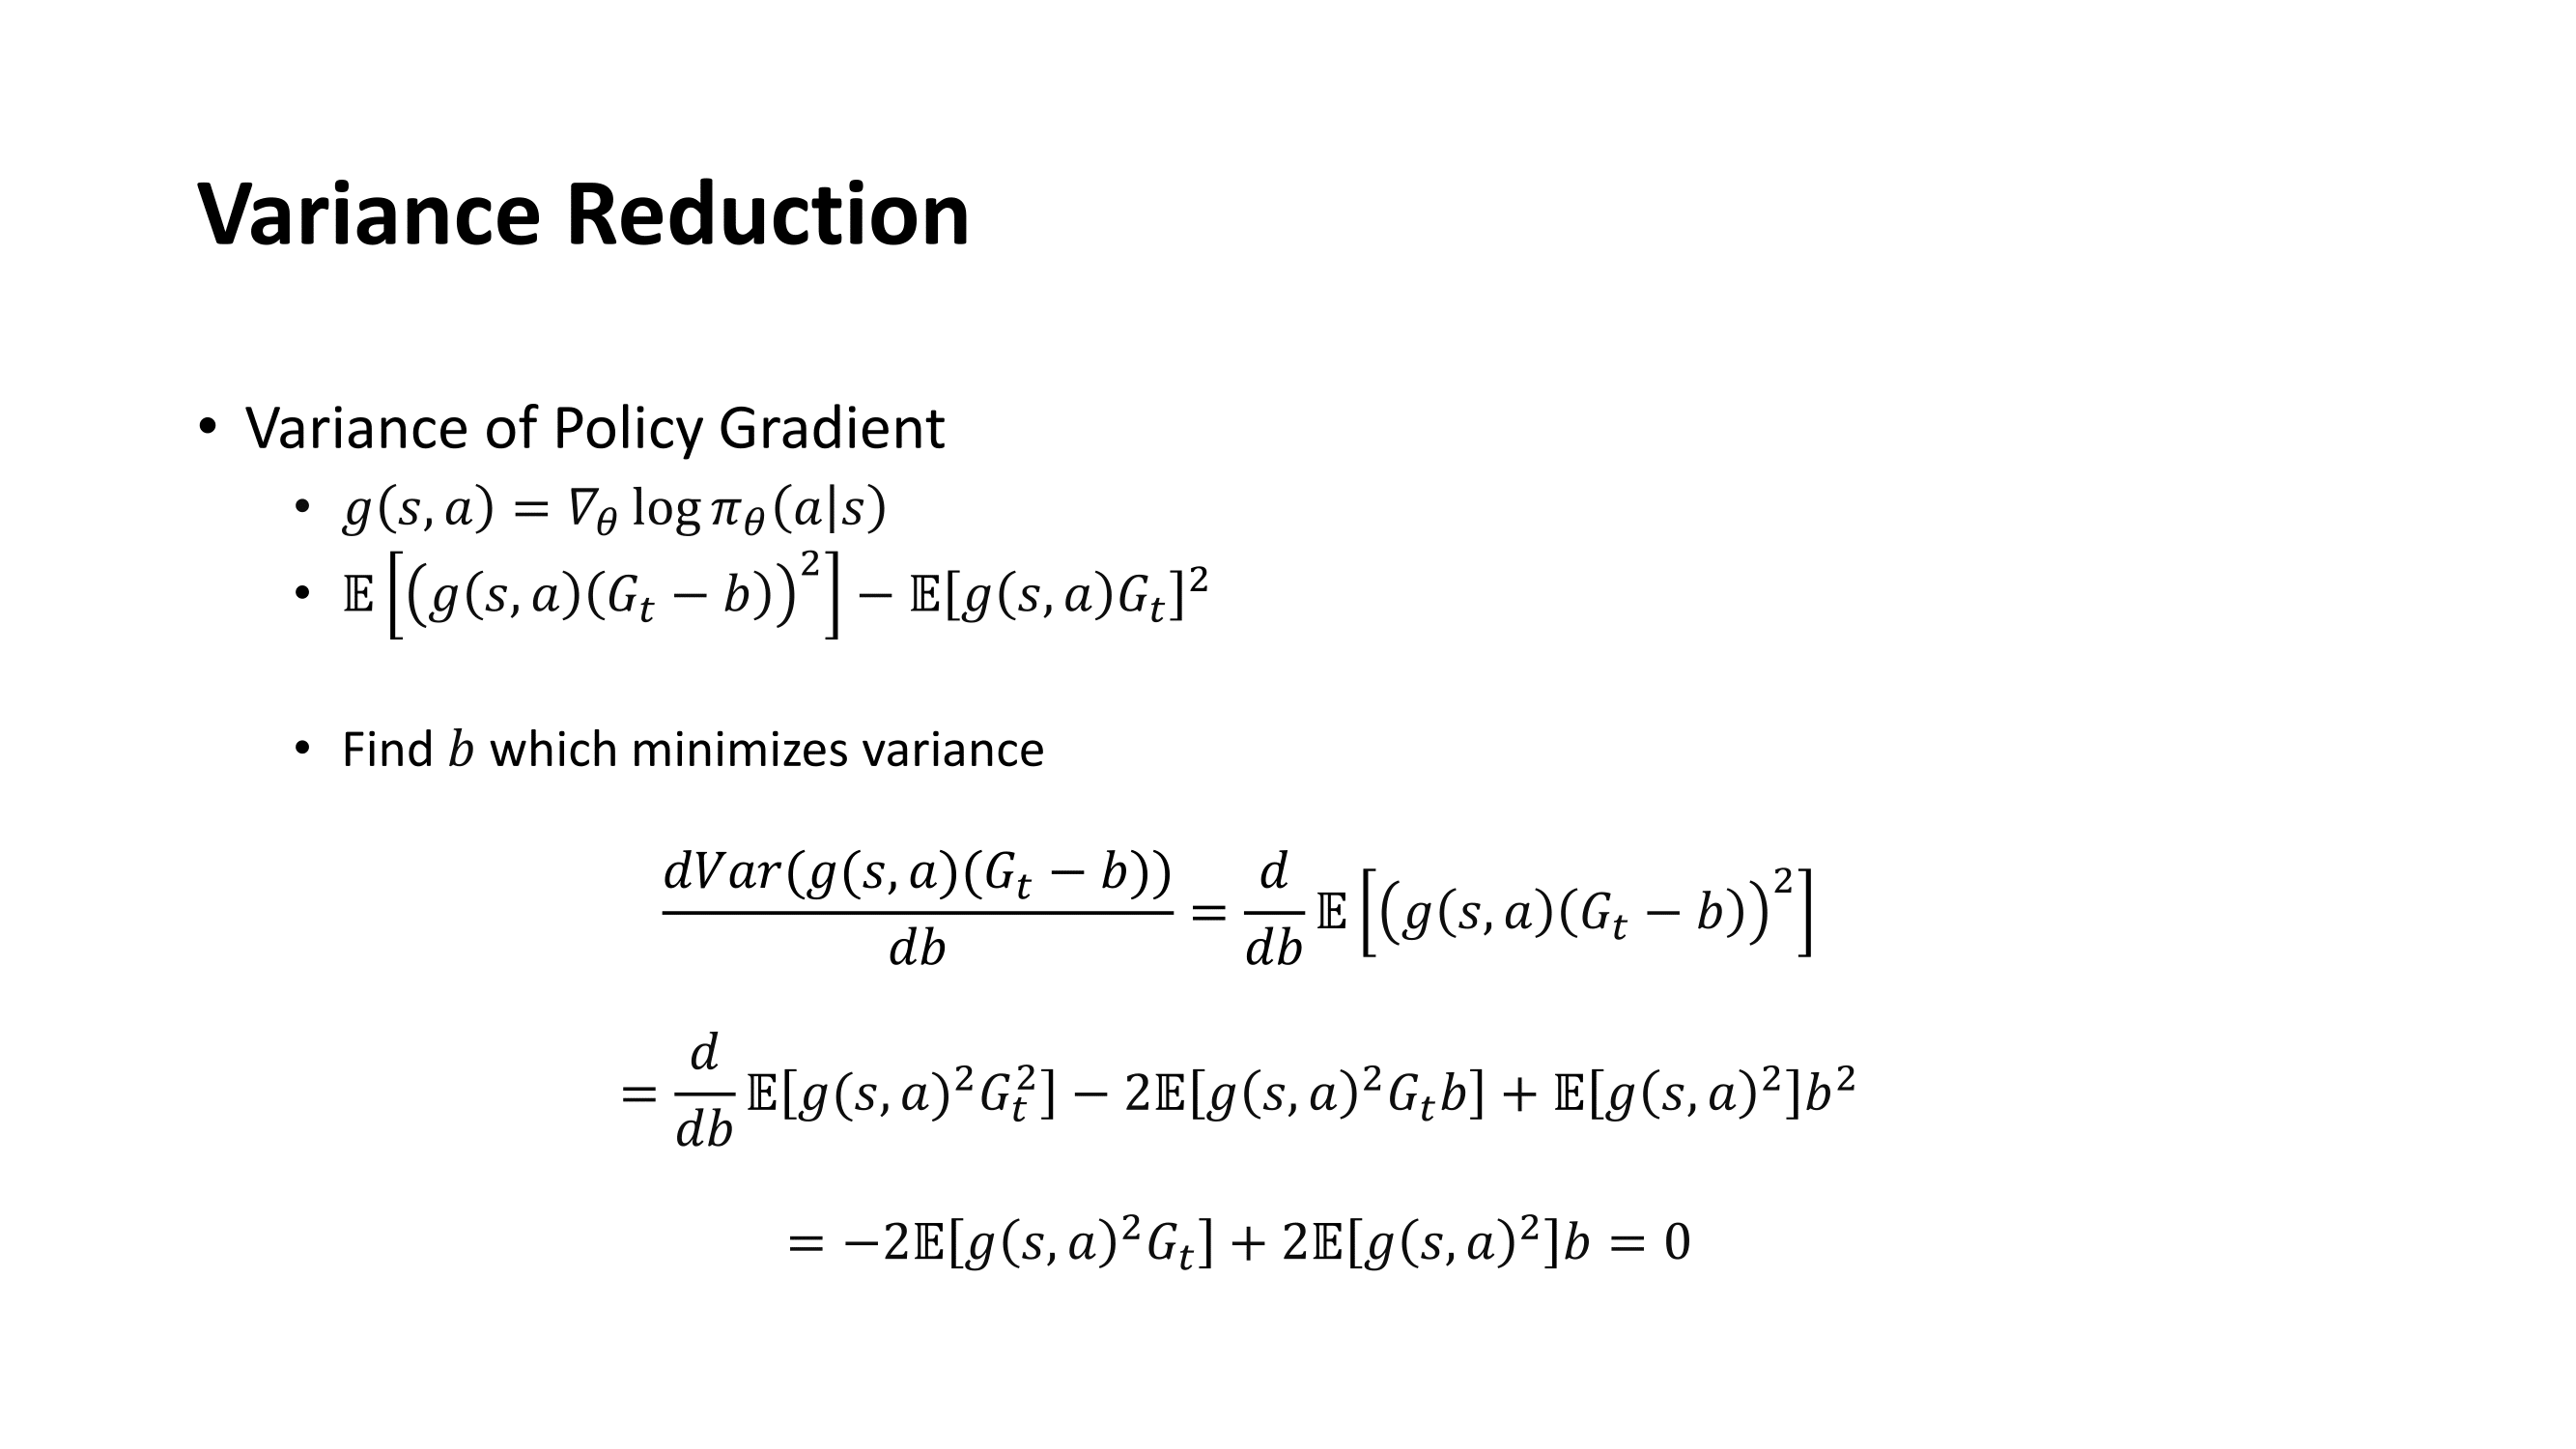 Variance Reduction
• Variance of Policy Gradient
• $g(s, a) = \nabla_\theta \log \pi_\theta(a|s)$
• $\mathbb{E}\left[\left(g(s, a)(G_t - b)\right)^2\right] - \mathbb{E}[g(s, a)G_t]^2$
• Find $b$ which minimizes variance
$\frac{dVar(g(s, a)(G_t - b))}{db} = \frac{d}{db}\mathbb{E}\left[\left(g(s, a)(G_t - b)\right)^2\right]$
$= \frac{d}{db}\mathbb{E}[g(s, a)^2 G_t^2] - 2\mathbb{E}[g(s, a)^2 G_t b] + \mathbb{E}[g(s, a)^2]b^2$
$= -2\mathbb{E}[g(s, a)^2 G_t] + 2\mathbb{E}[g(s, a)^2]b = 0$